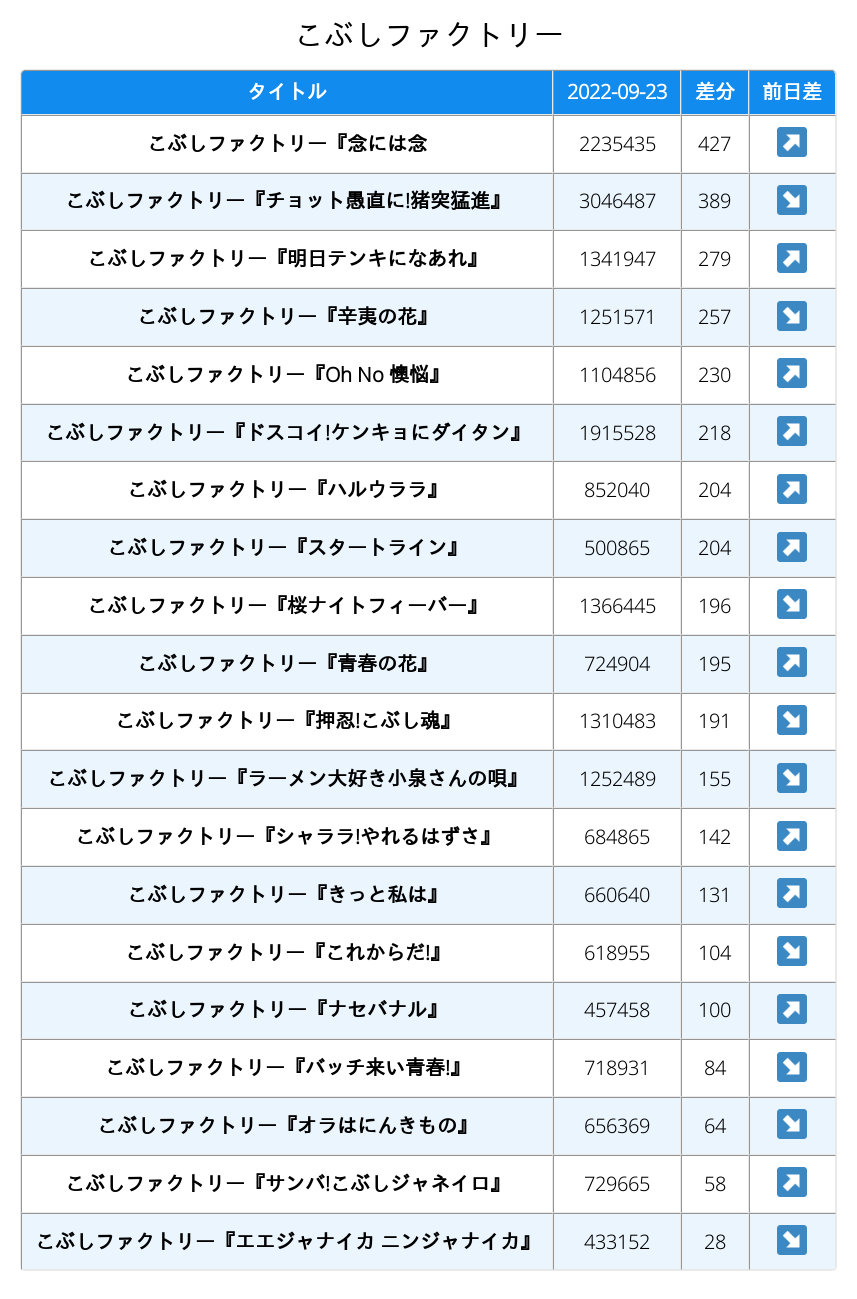 こぶしファクトリー
タイトル 2022-09-23 差分 前日差
こぶしファクトリー『念には念 2235435 427
こぶしファクトリー『チョット愚直に!猪突猛進』 3046487 389
こぶしファクトリー『明日テンキになあれ』 1341947 279
こぶしファクトリー『辛夷の花』 1251571 257
こぶしファクトリー『Oh No 懊悩』 1104856 230
こぶしファクトリー『ドスコイ!ケンキョにダイタン』 1915528 218
こぶしファクトリー『ハルウララ』 852040 204
こぶしファクトリー『スタートライン』 500865 204
こぶしファクトリー『桜ナイトフィーバー』 1366445 196
こぶしファクトリー『青春の花』 724904 195
こぶしファクトリー『押忍!こぶし魂』 1310483 191
こぶしファクトリー『ラーメン大好き小泉さんの唄』 1252489 155
こぶしファクトリー『シャララ!やれるはずさ』 684865 142
こぶしファクトリー『きっと私は』 660640 131
こぶしファクトリー『これからだ!』 618955 104
こぶしファクトリー『ナセバナル』 457458 100
こぶしファクトリー『バッチ来い青春!』 718931 84
こぶしファクトリー『オラはにんきもの』 656369 64
こぶしファクトリー『サンバ!こぶしジャネイロ』 729665 58
こぶしファクトリー『エエジャナイカ ニンジャナイカ』 433152 28